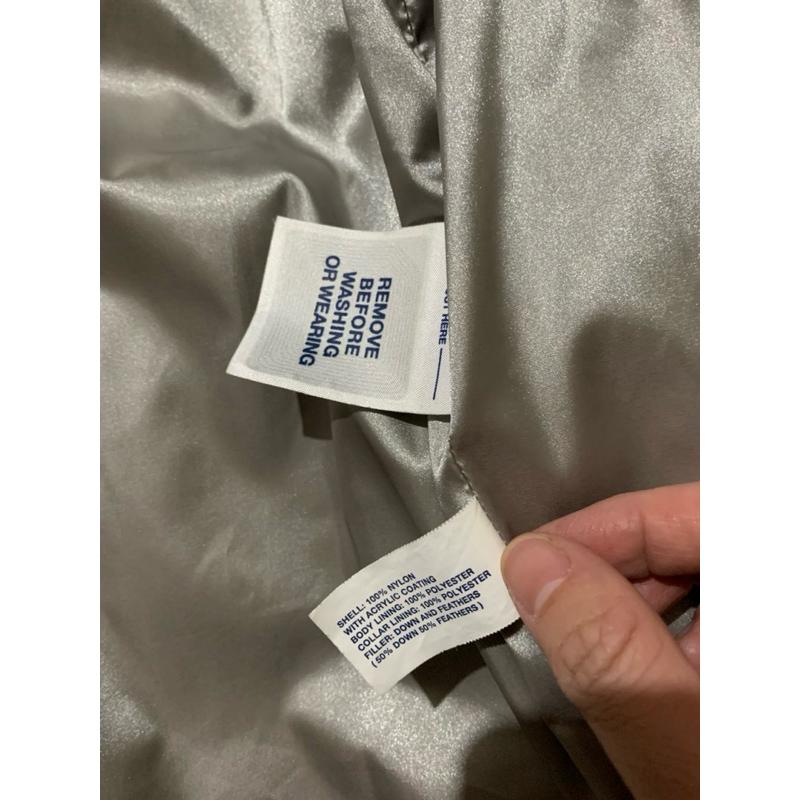 REMOVE
BEFORE
WASHING
OR WEARING
HERE
SHELL: 100% NYLON
WITH ACRYLIC COATING
BODY LINING: 100% POLYESTER
COLLAR LINING: 100% POLYESTER
FILLER: DOWN AND FEATHERS
( 50% DOWN 50% FEATHERS )